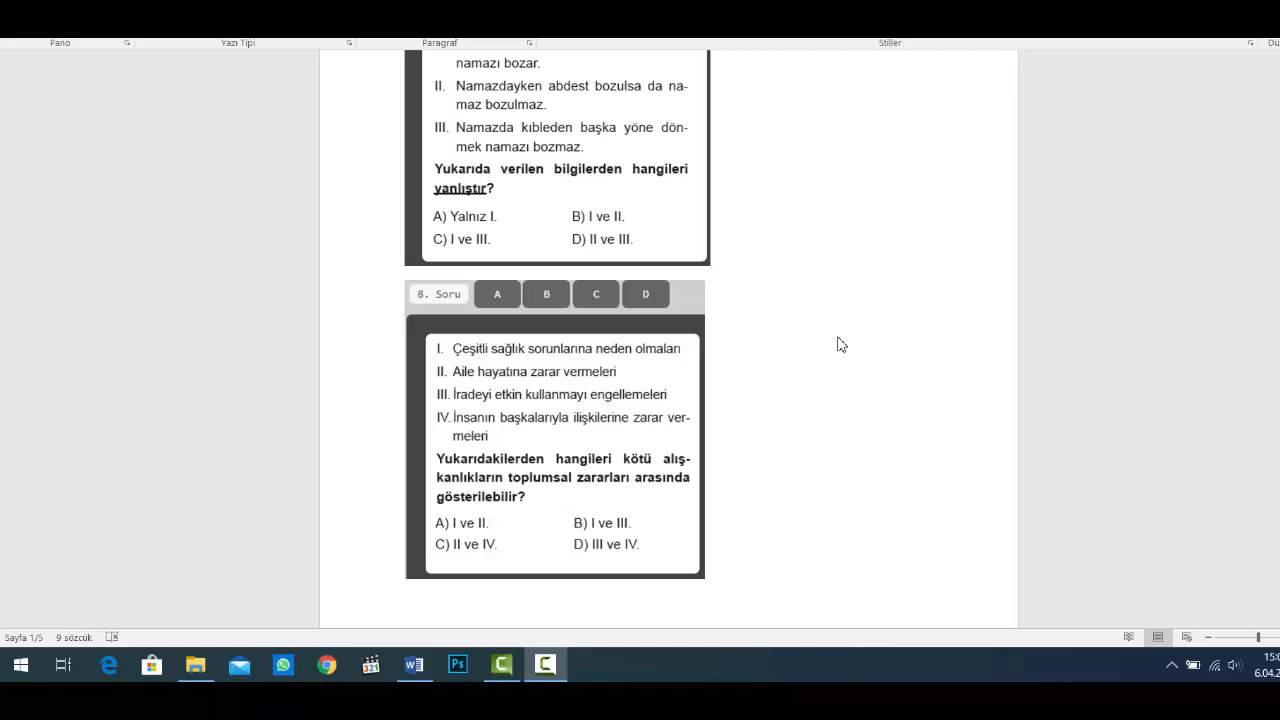 Pano
Yazı Tipi
Paragraf
Stiller
namazı bozar.
II. Namazdayken abdest bozulsa da na-
maz bozulmaz.
III. Namazda kıbleden başka yöne dön-
mek namazı bozmaz.
Yukarıda verilen bilgilerden hangileri
yanlıştır?
A) Yalnız I.
B) I ve II.
C) I ve III.
D) II ve III.
8. Soru
A
B
C
D
I. Çeşitli sağlık sorunlarına neden olmaları
II. Aile hayatına zarar vermeleri
III. İradeyi etkin kullanmayı engellemeleri
IV. İnsanın başkalarıyla ilişkilerine zarar ver-
meleri
Yukarıdakilerden hangileri kötü alış-
kanlıkların toplumsal zararları arasında
gösterilebilir?
A) I ve II.
B) I ve III.
C) II ve IV.
D) III ve IV.
Sayfa 1/5
9 sözcük
321
Ps